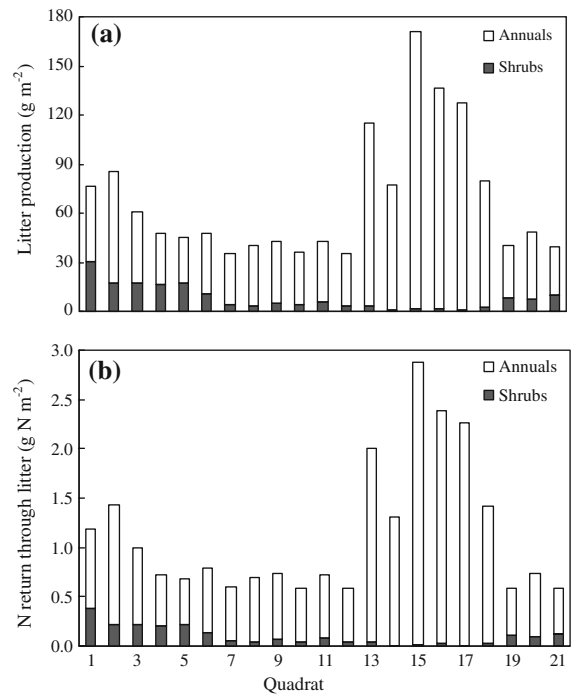 (a)
Annuals
Shrubs
Litter production (g m⁻²)
180
150
120
90
60
30
0
(b)
Annuals
Shrubs
N return through litter (g N m⁻²)
3.0
2.5
2.0
1.5
1.0
0.5
0.0
1 3 5 7 9 11 13 15 17 19 21
Quadrat